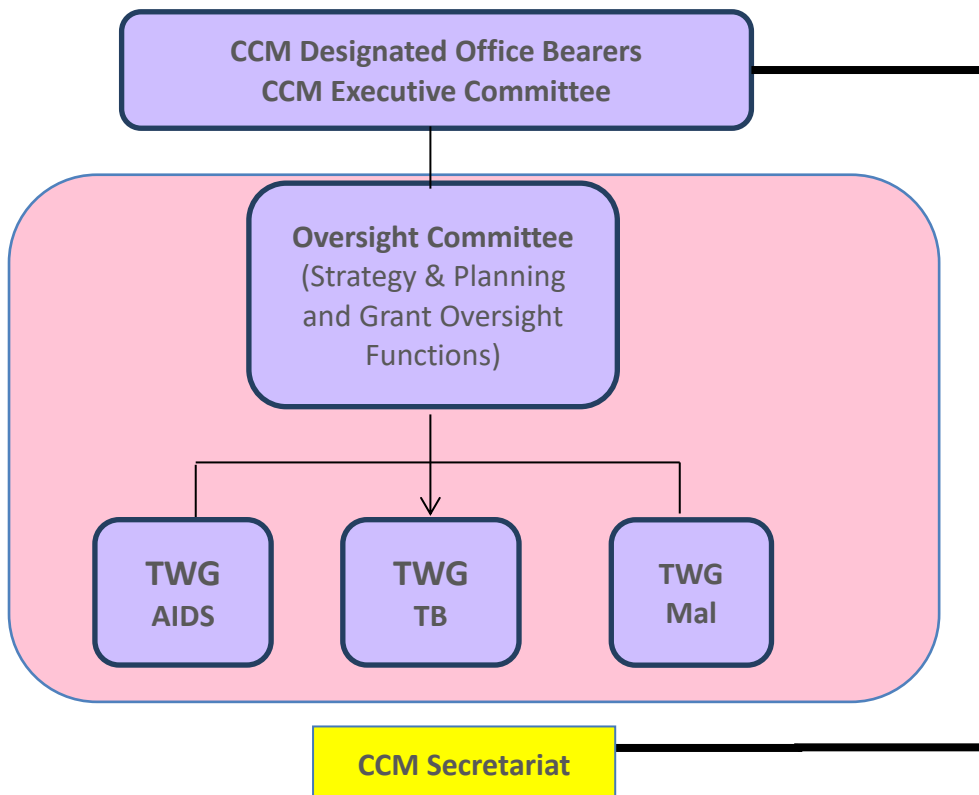 CCM Designated Office Bearers
CCM Executive Committee
Oversight Committee
(Strategy & Planning
and Grant Oversight
Functions)
TWG
AIDS
TWG
TB
TWG
Mal
CCM Secretariat